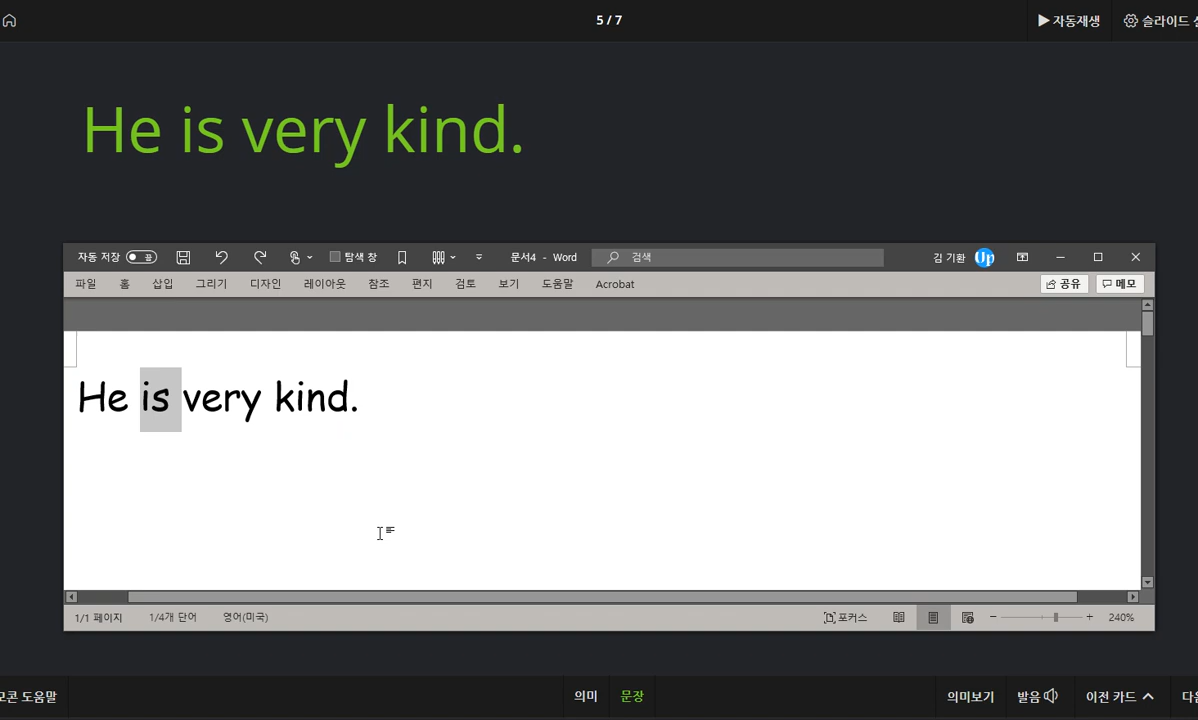 5 / 7
▶ 자동재생
슬라이드
He is very kind.
자동 저장 끔
탐색 창
문서4 - Word
검색
김 기환
Up
파일 홈 삽입 그리기 디자인 레이아웃 참조 편지 검토 보기 도움말 Acrobat
공유
메모
He is very kind.
1/1 페이지
1/4개 단어
영어(미국)
포커스
240%
도움말
의미
문장
의미보기
발음
이전 카드